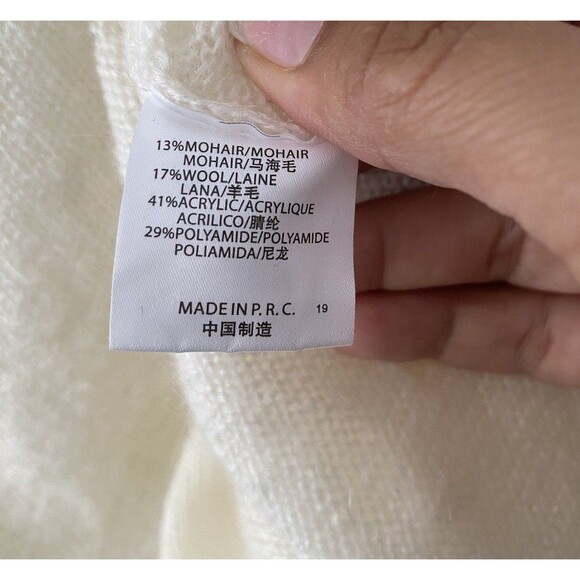 13%MOHAIR/MOHAIR
MOHAIR/马海毛
17%WOOL/LAINE
LANA/羊毛
41%ACRYLIC/ACRYLIQUE
ACRILICO/腈纶
29%POLYAMIDE/POLYAMIDE
POLIAMIDA/尼龙
MADE IN P. R. C. 19
中国制造